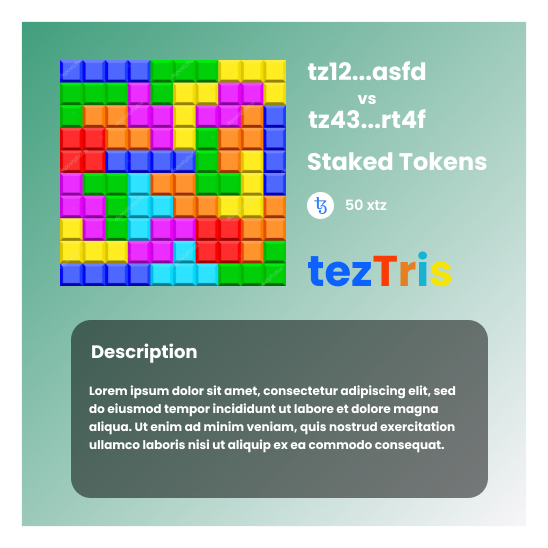 tz12...asfd
vs
tz43...rt4f
Staked Tokens
50 xtz
tezTris
Description
Lorem ipsum dolor sit amet, consectetur adipiscing elit, sed
do eiusmod tempor incididunt ut labore et dolore magna
aliqua. Ut enim ad minim veniam, quis nostrud exercitation
ullamco laboris nisi ut aliquip ex ea commodo consequat.